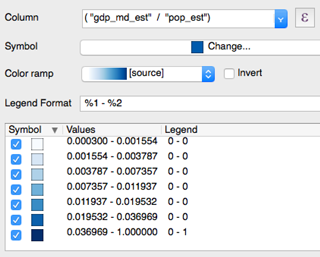 Column ( "gdp_md_est" / "pop_est") ε
Symbol Change...
Color ramp [source] Invert
Legend Format %1 - %2
Symbol Values Legend
0.000300 - 0.001554 0 - 0
0.001554 - 0.003787 0 - 0
0.003787 - 0.007357 0 - 0
0.007357 - 0.011937 0 - 0
0.011937 - 0.019532 0 - 0
0.019532 - 0.036969 0 - 0
0.036969 - 1.000000 0 - 1